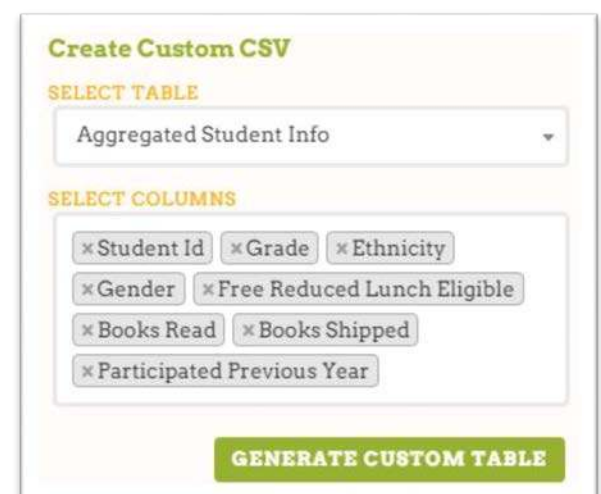 Create Custom CSV
SELECT TABLE
Aggregated Student Info
SELECT COLUMNS
×Student Id ×Grade ×Ethnicity
×Gender ×Free Reduced Lunch Eligible
×Books Read ×Books Shipped
×Participated Previous Year
GENERATE CUSTOM TABLE